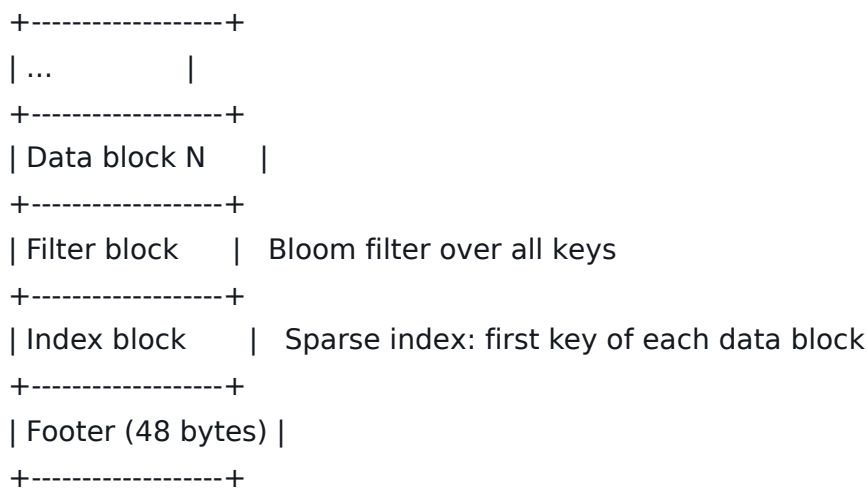 +-------------------+
| ...                |
+-------------------+
| Data block N       |
+-------------------+
| Filter block       |   Bloom filter over all keys
+-------------------+
| Index block        |   Sparse index: first key of each data block
+-------------------+
| Footer (48 bytes) |
+-------------------+